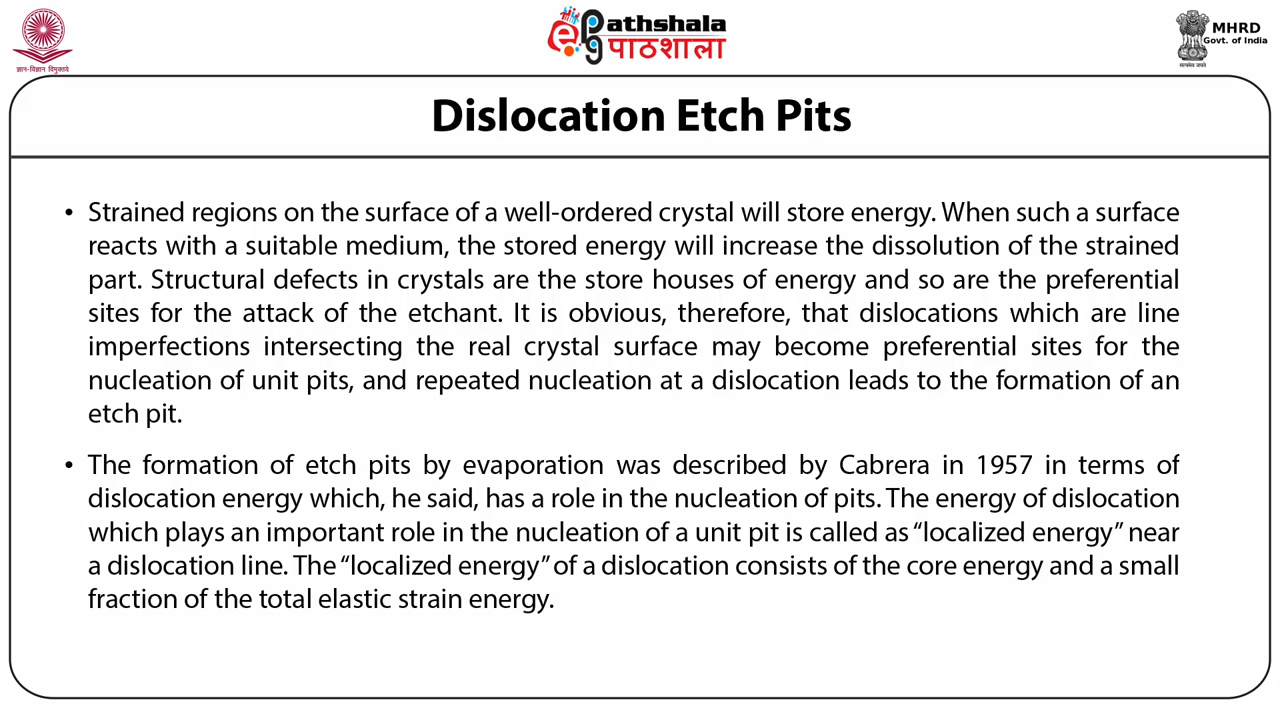 ज्ञान-विज्ञान विमुक्तये
ePathshala
पाठशाला
MHRD
Govt. of India
सत्यमेव जयते
Dislocation Etch Pits
• Strained regions on the surface of a well-ordered crystal will store energy. When such a surface
reacts with a suitable medium, the stored energy will increase the dissolution of the strained
part. Structural defects in crystals are the store houses of energy and so are the preferential
sites for the attack of the etchant. It is obvious, therefore, that dislocations which are line
imperfections intersecting the real crystal surface may become preferential sites for the
nucleation of unit pits, and repeated nucleation at a dislocation leads to the formation of an
etch pit.
• The formation of etch pits by evaporation was described by Cabrera in 1957 in terms of
dislocation energy which, he said, has a role in the nucleation of pits. The energy of dislocation
which plays an important role in the nucleation of a unit pit is called as “localized energy” near
a dislocation line. The “localized energy” of a dislocation consists of the core energy and a small
fraction of the total elastic strain energy.